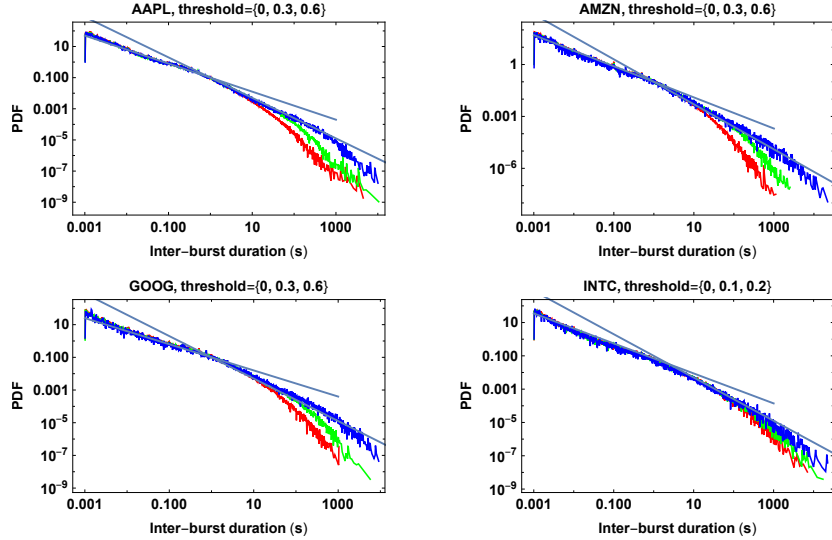 AAPL, threshold={0, 0.3, 0.6}
PDF
10
0.100
0.001
10⁻⁵
10⁻⁷
10⁻⁹
0.001 0.100 10 1000
Inter-burst duration (s)
AMZN, threshold={0, 0.3, 0.6}
PDF
1
0.001
10⁻⁶
0.001 0.100 10 1000
Inter-burst duration (s)
GOOG, threshold={0, 0.3, 0.6}
PDF
10
0.100
0.001
10⁻⁵
10⁻⁷
10⁻⁹
0.001 0.100 10 1000
Inter-burst duration (s)
INTC, threshold={0, 0.1, 0.2}
PDF
10
0.100
0.001
10⁻⁵
10⁻⁷
10⁻⁹
0.001 0.100 10 1000
Inter-burst duration (s)